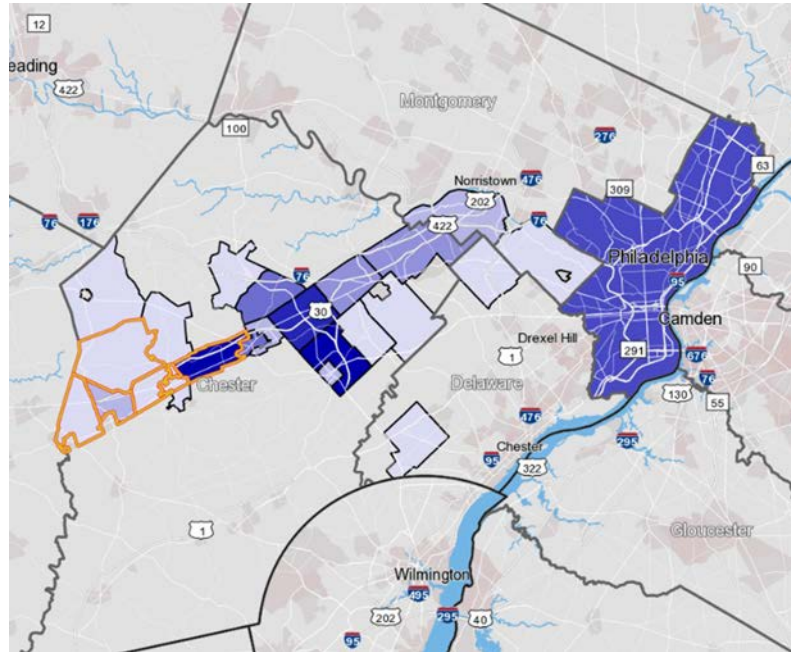 12
eading
422
Montgomery
100
276
63
Norristown
476
309
202
76
76
176
422
76
Philadelphia
90
95
30
Camden
Drexel Hill
291
676
1
76
Chester
Delaware
130
55
476
295
Chester
95
322
1
Gloucester
Wilmington
495
202
295
40
95